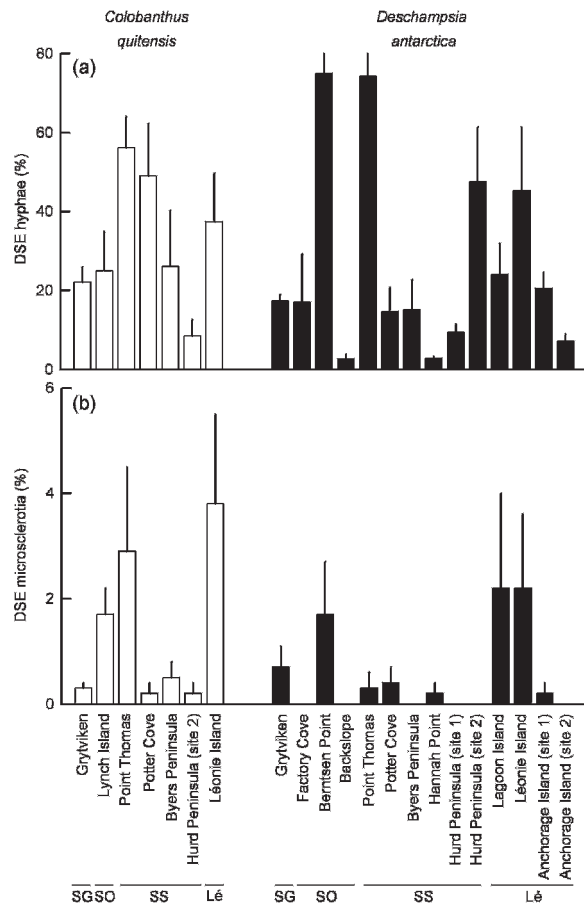 Colobanthus
quitensis
Deschampsia
antarctica
(a)
80
60
40
20
0
DSE hyphae (%)
(b)
6
4
2
0
DSE microsclerotia (%)
Grytviken
Lynch Island
Point Thomas
Potter Cove
Byers Peninsula
Hurd Peninsula (site 2)
Léonie Island
Grytviken
Factory Cove
Berntsen Point
Backslope
Point Thomas
Potter Cove
Byers Peninsula
Hannah Point
Hurd Peninsula (site 1)
Hurd Peninsula (site 2)
Lagoon Island
Léonie Island
Anchorage Island (site 1)
Anchorage Island (site 2)
SG SO SS Lé SG SO SS Lé